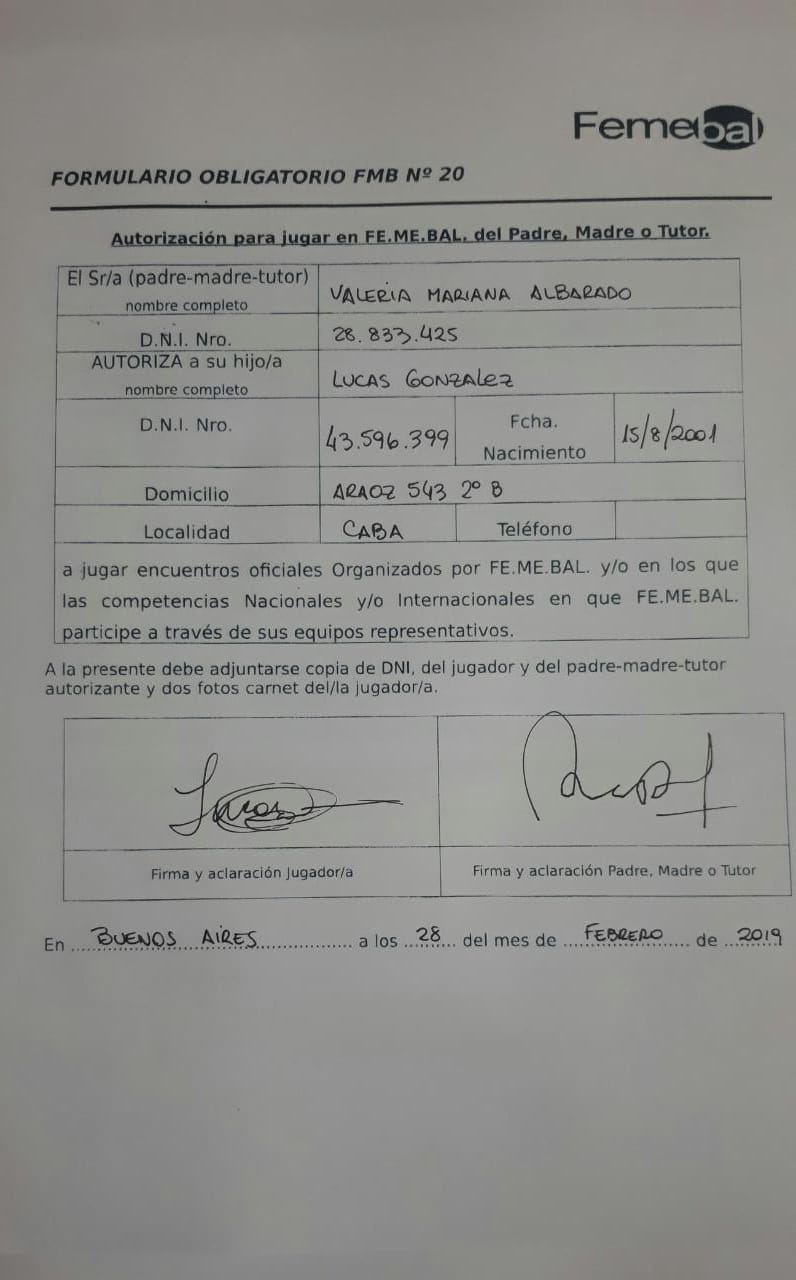 Femebal
FORMULARIO OBLIGATORIO FMB Nº 20
Autorización para jugar en FE.ME.BAL. del Padre, Madre o Tutor.
El Sr/a (padre-madre-tutor)
nombre completo
VALERIA MARIANA ALBARADO
D.N.I. Nro.
28.833.425
AUTORIZA a su hijo/a
nombre completo
LUCAS GONZALEZ
D.N.I. Nro.
43.596.399
Fcha.
Nacimiento
15/8/2001
Domicilio
ARAOZ 543 2º B
Localidad
CABA
Teléfono
a jugar encuentros oficiales Organizados por FE.ME.BAL. y/o en los que
las competencias Nacionales y/o Internacionales en que FE.ME.BAL.
participe a través de sus equipos representativos.
A la presente debe adjuntarse copia de DNI, del jugador y del padre-madre-tutor
autorizante y dos fotos carnet del/la jugador/a.
Firma y aclaración Jugador/a
Firma y aclaración Padre, Madre o Tutor
En BUENOS AIRES a los 28 del mes de FEBRERO de 2019